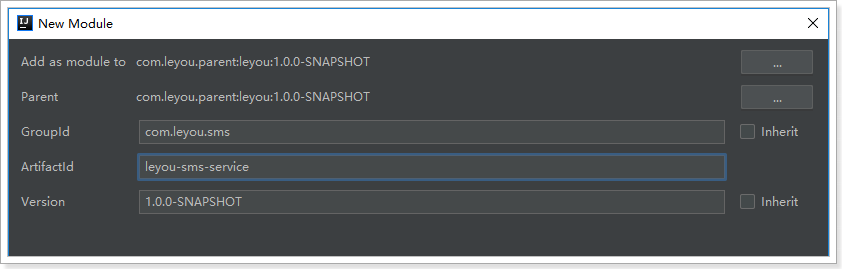 IJ New Module
Add as module to com.leyou.parent:leyou:1.0.0-SNAPSHOT ...
Parent com.leyou.parent:leyou:1.0.0-SNAPSHOT ...
GroupId com.leyou.sms Inherit
ArtifactId leyou-sms-service
Version 1.0.0-SNAPSHOT Inherit